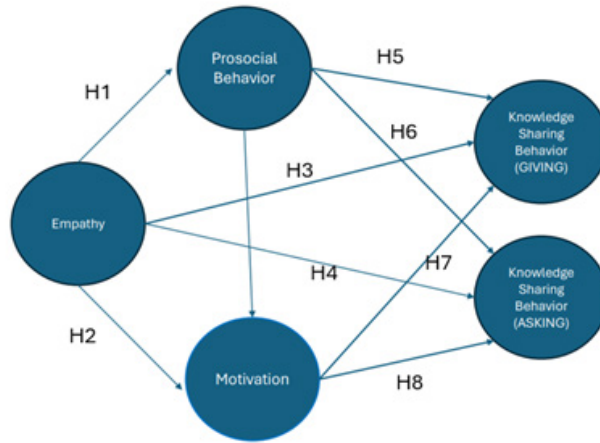 Prosocial
Behavior
H5
H1
Knowledge
Sharing
Behavior
(GIVING)
H6
H3
Empathy
H4
H7
Knowledge
Sharing
Behavior
(ASKING)
H2
Motivation
H8